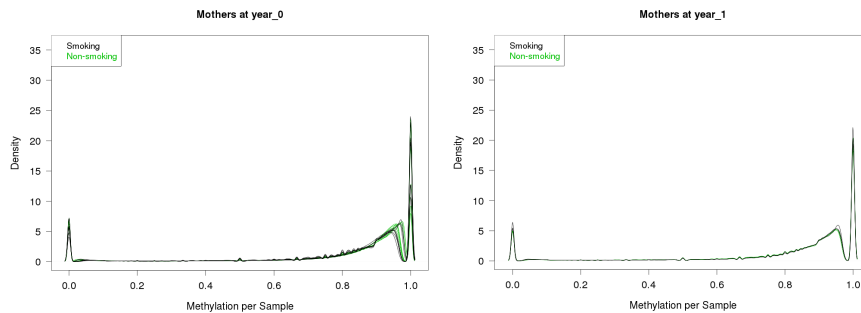 Mothers at year_0
Smoking
Non-smoking
35
30
25
20
15
10
5
0
Density
0.0 0.2 0.4 0.6 0.8 1.0
Methylation per Sample
Mothers at year_1
Smoking
Non-smoking
35
30
25
20
15
10
5
0
Density
0.0 0.2 0.4 0.6 0.8 1.0
Methylation per Sample